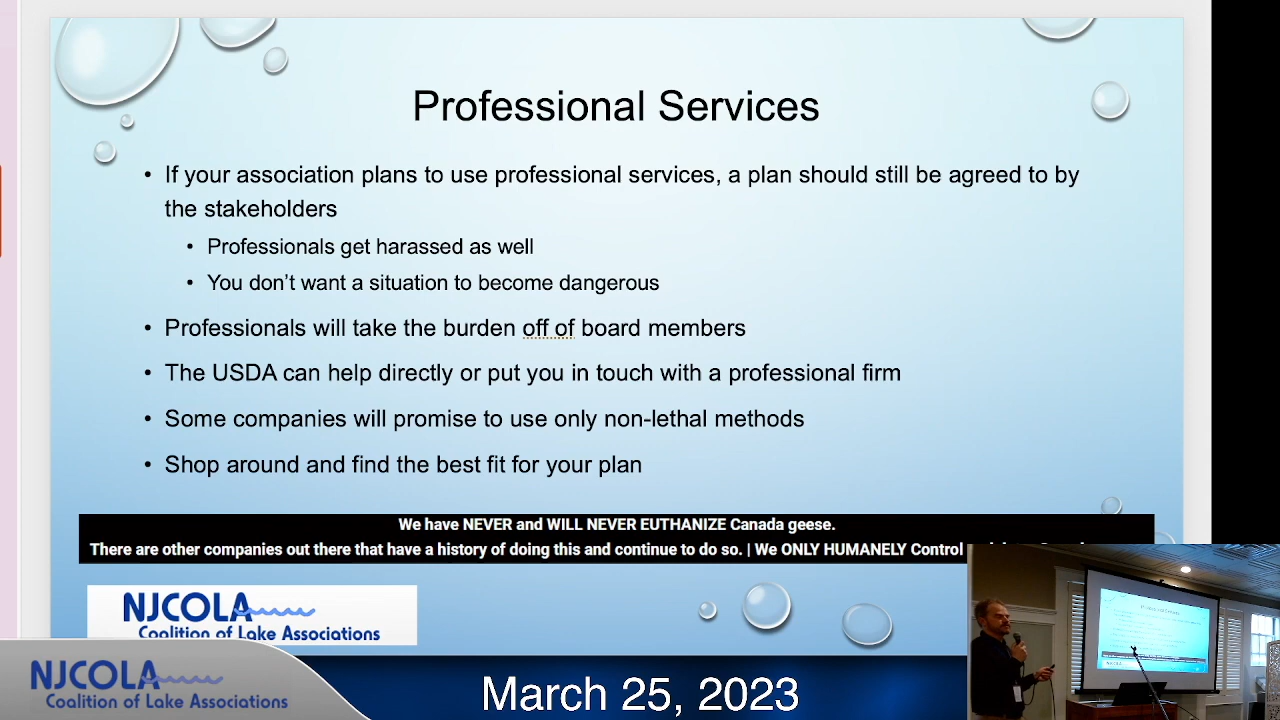 Professional Services
• If your association plans to use professional services, a plan should still be agreed to by
the stakeholders
• Professionals get harassed as well
• You don’t want a situation to become dangerous
• Professionals will take the burden off of board members
• The USDA can help directly or put you in touch with a professional firm
• Some companies will promise to use only non-lethal methods
• Shop around and find the best fit for your plan
We have NEVER and WILL NEVER EUTHANIZE Canada geese.
There are other companies out there that have a history of doing this and continue to do so. | We ONLY HUMANELY Control
NJCOLA
Coalition of Lake Associations
NJCOLA
Coalition of Lake Associations
March 25, 2023